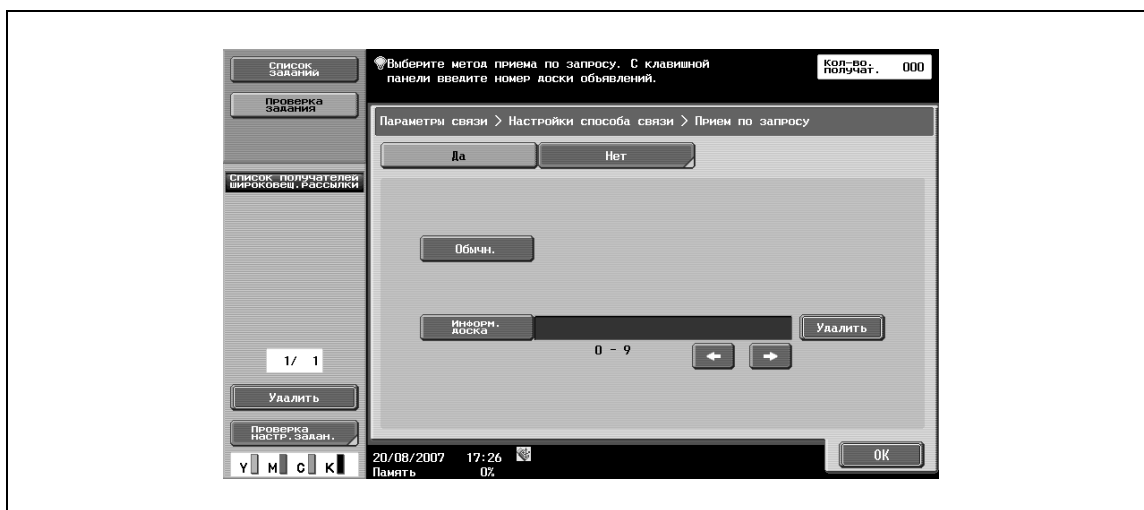 Список
заданий
Выберите метод приема по запросу. С клавишной
панели введите номер доски объявлений.
Кол-во.
получат.
000
Проверка
задания
Параметры связи > Настройки способа связи > Прием по запросу
Да
Нет
Список получателей
широковещ.рассылки
Обычн.
Информ.
доска
Удалить
0 - 9
1/ 1
Удалить
Проверка
настр.задан.
Y M C K
20/08/2007 17:26
Память 0%
OK